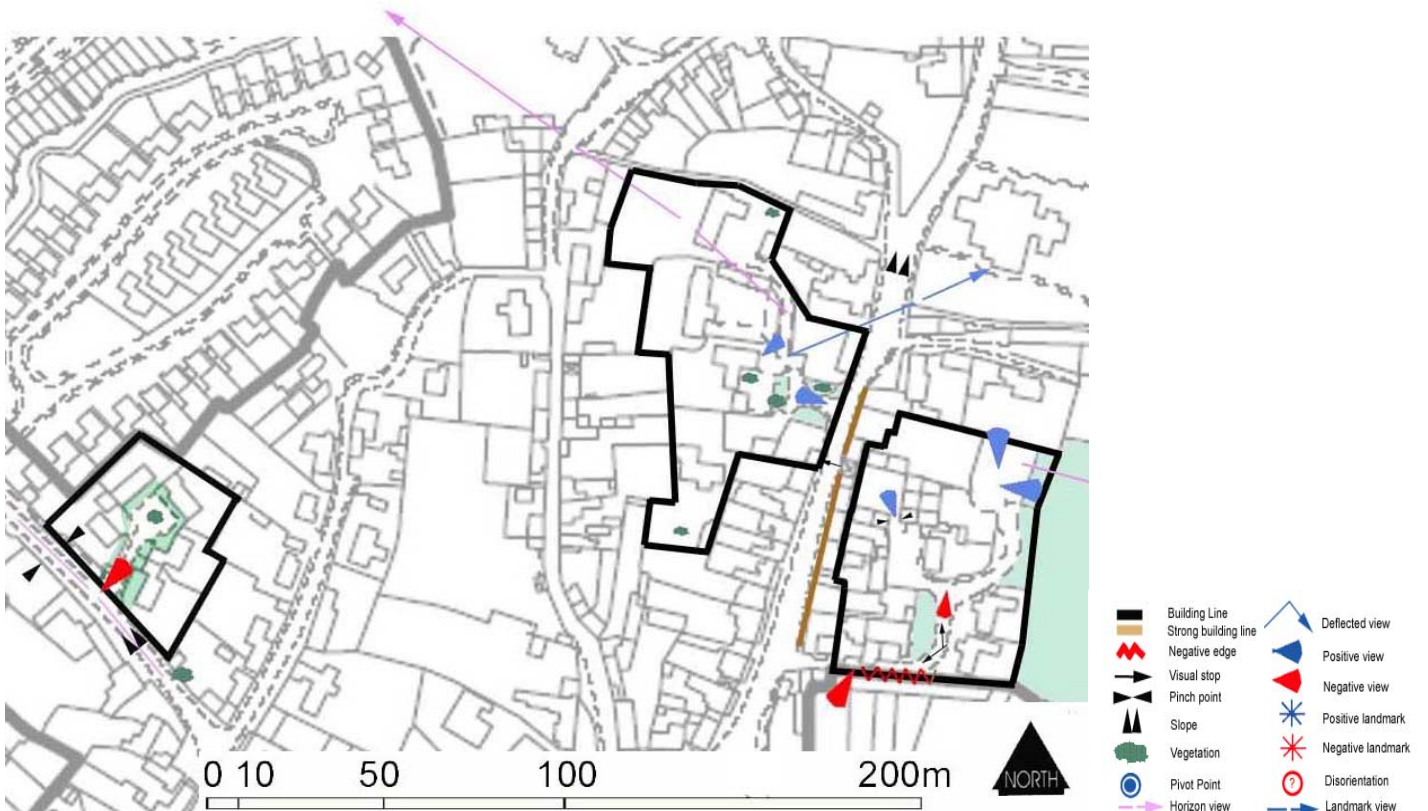 0 10 50 100 200m
NORTH
Building Line
Strong building line
Negative edge
Visual stop
Pinch point
Slope
Vegetation
Pivot Point
Horizon view
Deflected view
Positive view
Negative view
Positive landmark
Negative landmark
? Disorientation
Landmark view